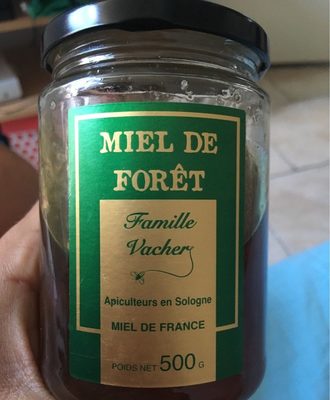 MIEL DE
FORÊT
Famille
Vacher
Apiculteurs en Sologne
MIEL DE FRANCE
POIDS NET 500 G